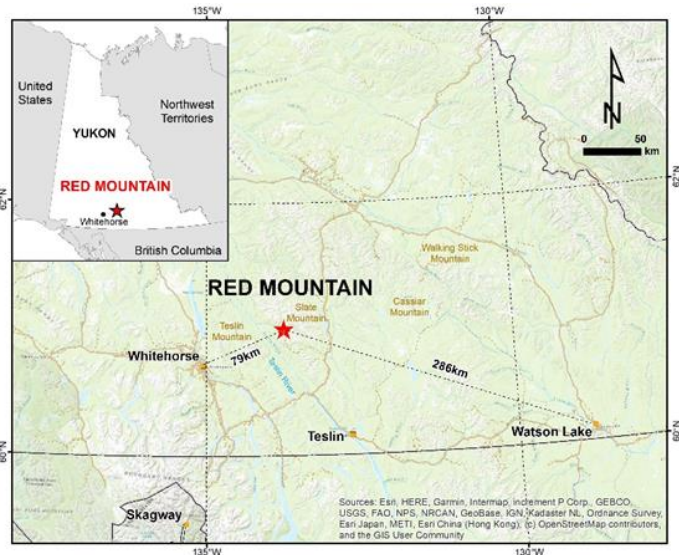 135°W
130°W
United
States
Northwest
Territories
YUKON
RED MOUNTAIN
62°N
Whitehorse
British Columbia
N
0 50
km
62°N
Walking Stick
Mountain
RED MOUNTAIN
Cassiar
Mountain
Slate
Mountain
Teslin
Mountain
Whitehorse
79km
Teslin River
286km
Teslin
Watson Lake
60°N
60°N
Skagway
Sources: Esri, HERE, Garmin, Intermap, increment P Corp., GEBCO,
USGS, FAO, NPS, NRCAN, GeoBase, IGN, Kadaster NL, Ordnance Survey,
Esri Japan, METI, Esri China (Hong Kong), (c) OpenStreetMap contributors,
and the GIS User Community
135°W
130°W